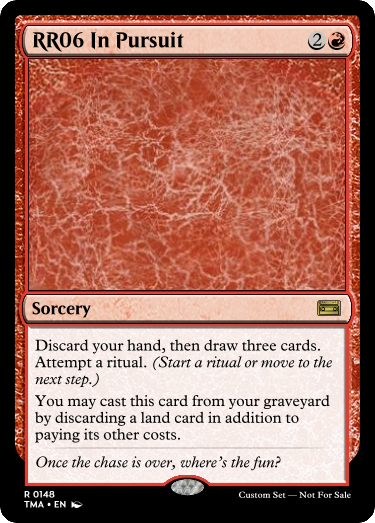 RR06 In Pursuit 2
Sorcery
Discard your hand, then draw three cards.
Attempt a ritual. (Start a ritual or move to the
next step.)
You may cast this card from your graveyard
by discarding a land card in addition to
paying its other costs.
Once the chase is over, where's the fun?
R 0148
TMA • EN
Custom Set — Not For Sale